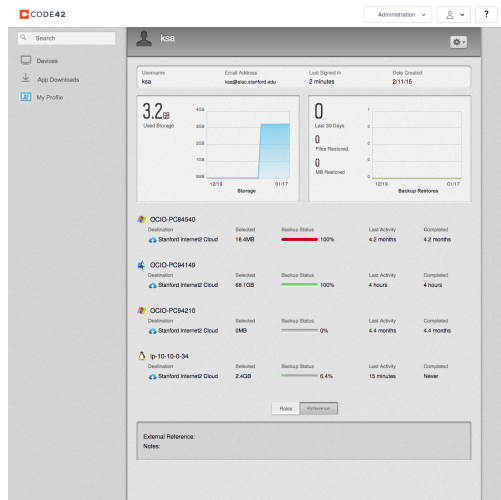 CODE42
Administration
?
Search
Devices
App Downloads
My Profile
ksa
Username Email Address Last Signed In Date Created
ksa ksa@slac.stanford.edu 2 minutes 2/11/15
3.2GB
Used Storage
4GB
3GB
2GB
1GB
0MB
12/19 01/17
Storage
0
Last 30 Days
0
Files Restored
0
MB Restored
1
0
0
0
0
12/19 01/17
Backup Restores
OCIO-PC84540
Destination Selected Backup Status Last Activity Completed
Stanford Internet2 Cloud 18.4MB 100% 4.2 months 4.2 months
OCIO-PC94149
Destination Selected Backup Status Last Activity Completed
Stanford Internet2 Cloud 68.1GB 100% 4 hours 4 hours
OCIO-PC94210
Destination Selected Backup Status Last Activity Completed
Stanford Internet2 Cloud 0MB 0% 4.4 months 4.4 months
ip-10-10-0-34
Destination Selected Backup Status Last Activity Completed
Stanford Internet2 Cloud 2.4GB 6.4% 15 minutes Never
Roles Reference
External Reference:
Notes: